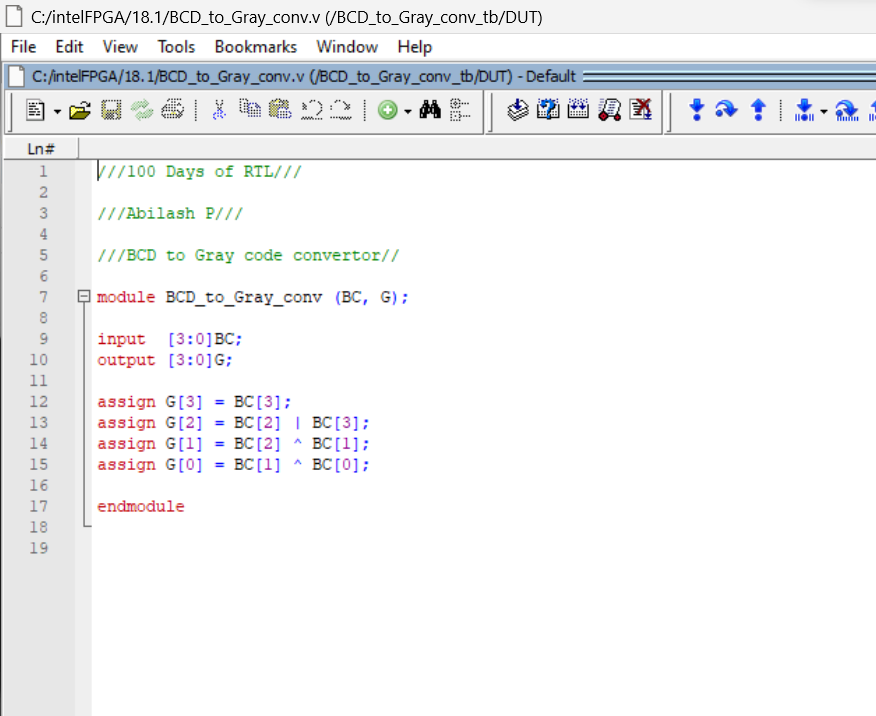 C:/intelFPGA/18.1/BCD_to_Gray_conv.v (/BCD_to_Gray_conv_tb/DUT)
File Edit View Tools Bookmarks Window Help
C:/intelFPGA/18.1/BCD_to_Gray_conv.v (/BCD_to_Gray_conv_tb/DUT) - Default
Ln#
1 ///100 Days of RTL///
2
3 ///Abilash P///
4
5 ///BCD to Gray code convertor//
6
7 module BCD_to_Gray_conv (BC, G);
8
9 input  [3:0]BC;
10 output [3:0]G;
11
12 assign G[3] = BC[3];
13 assign G[2] = BC[2] | BC[3];
14 assign G[1] = BC[2] ^ BC[1];
15 assign G[0] = BC[1] ^ BC[0];
16
17 endmodule
18
19